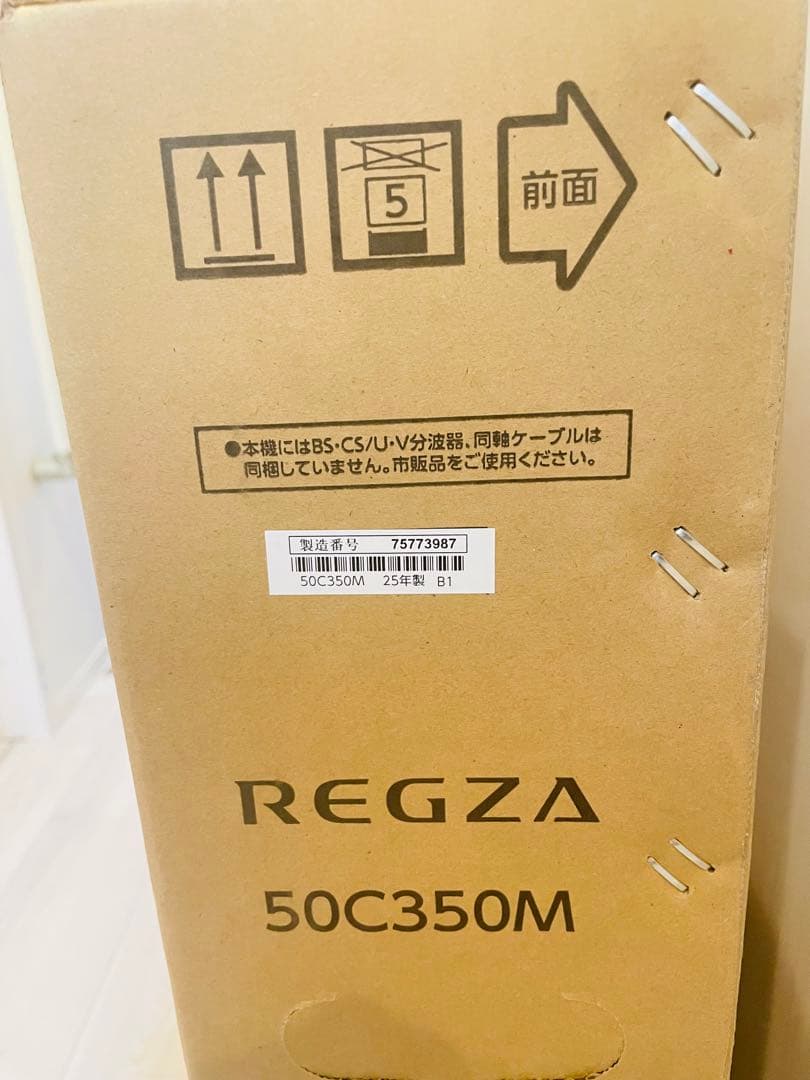 5
前面
●本機にはBS・CS/U・V分波器、同軸ケーブルは
同梱していません。市販品をご使用ください。
製造番号 75773987
50C350M 25年製 B1
REGZA
50C350M